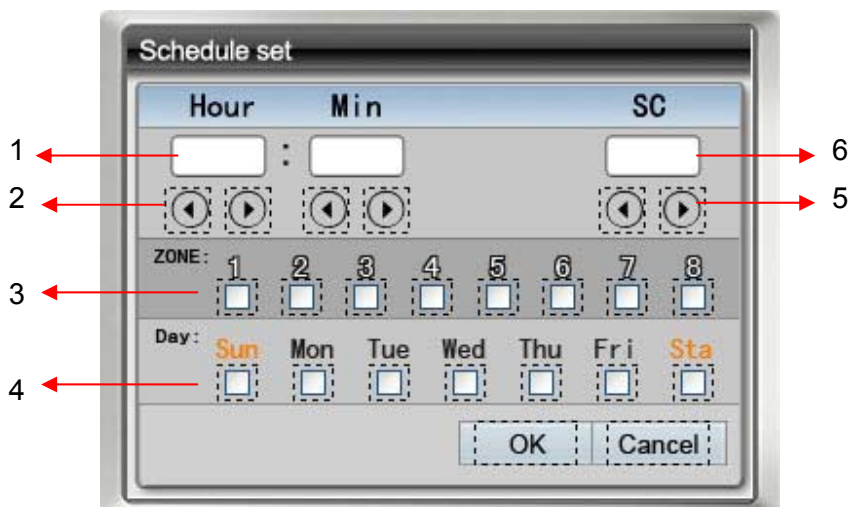 Schedule set
Hour Min SC
1 : 6
2 5
ZONE: 1 2 3 4 5 6 7 8
3
Day: Sun Mon Tue Wed Thu Fri Sta
4
OK Cancel